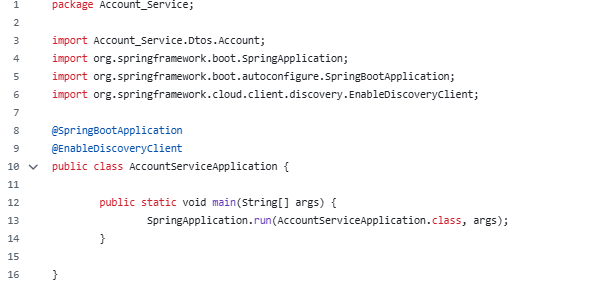 1 package Account_Service;
2
3 import Account_Service.Dtos.Account;
4 import org.springframework.boot.SpringApplication;
5 import org.springframework.boot.autoconfigure.SpringBootApplication;
6 import org.springframework.cloud.client.discovery.EnableDiscoveryClient;
7
8 @SpringBootApplication
9 @EnableDiscoveryClient
10 public class AccountServiceApplication {
11
12 public static void main(String[] args) {
13 SpringApplication.run(AccountServiceApplication.class, args);
14 }
15
16 }